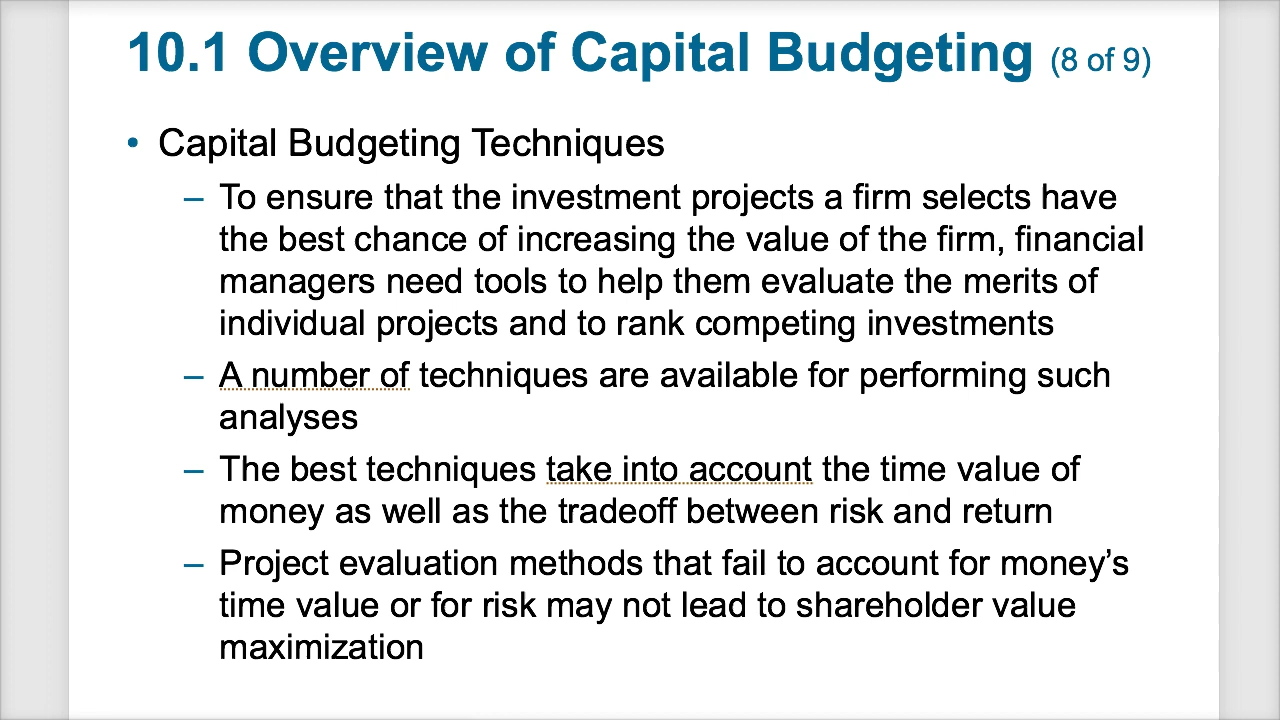 10.1 Overview of Capital Budgeting (8 of 9)
• Capital Budgeting Techniques
– To ensure that the investment projects a firm selects have
the best chance of increasing the value of the firm, financial
managers need tools to help them evaluate the merits of
individual projects and to rank competing investments
– A number of techniques are available for performing such
analyses
– The best techniques take into account the time value of
money as well as the tradeoff between risk and return
– Project evaluation methods that fail to account for money’s
time value or for risk may not lead to shareholder value
maximization